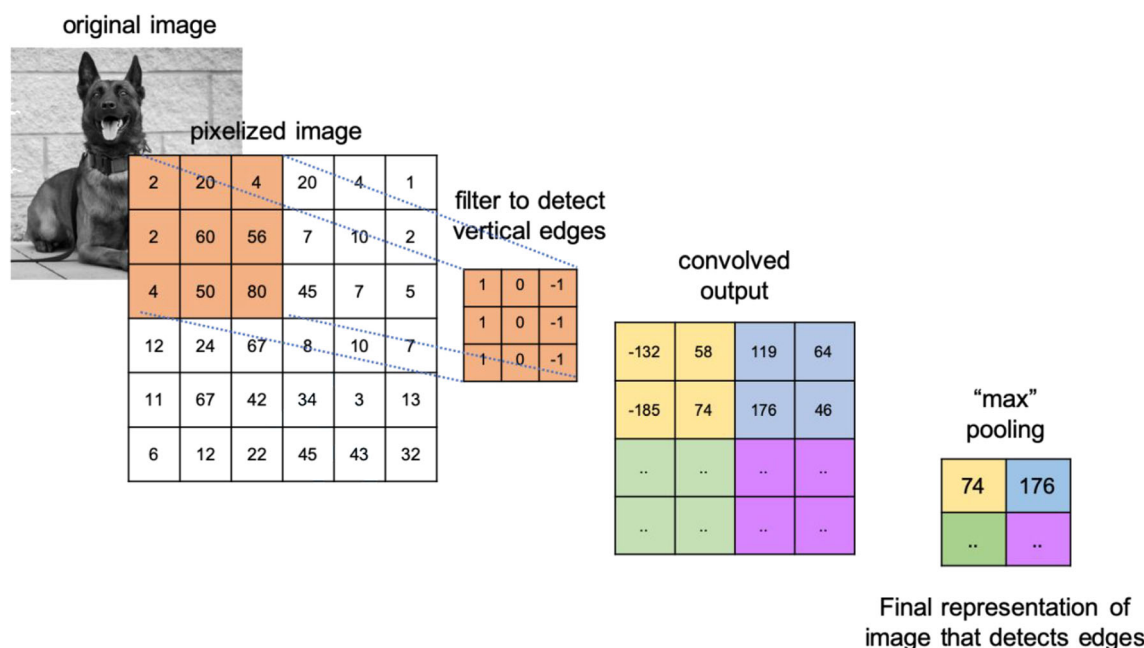 original image
pixelized image
2 20 4 20 4 1
2 60 56 7 10 2
4 50 80 45 7 5
12 24 67 8 10 7
11 67 42 34 3 13
6 12 22 45 43 32
filter to detect
vertical edges
1 0 -1
1 0 -1
1 0 -1
convolved
output
-132 58 119 64
-185 74 176 46
.. .. .. ..
.. .. .. ..
“max”
pooling
74 176
.. ..
Final representation of
image that detects edges